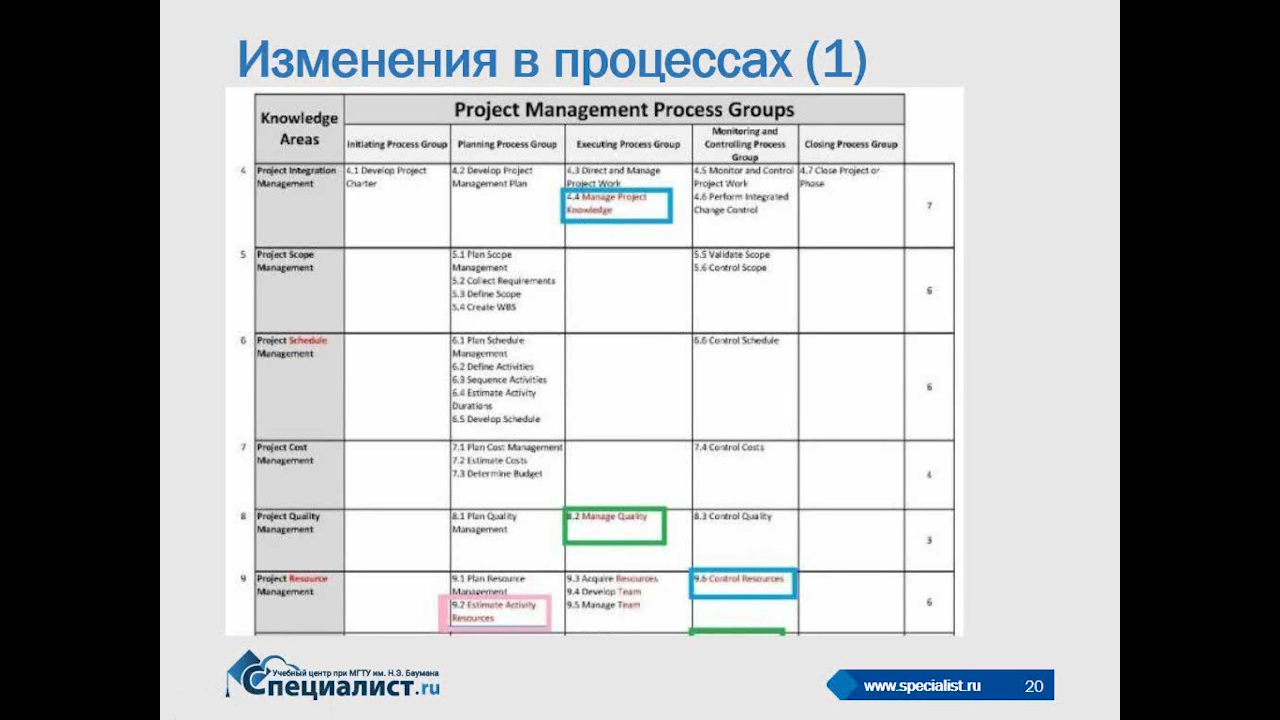 Изменения в процессах (1)
Knowledge Areas
Project Management Process Groups
Initiating Process Group
Planning Process Group
Executing Process Group
Monitoring and Controlling Process Group
Closing Process Group
4
Project Integration
Management
4.1 Develop Project
Charter
4.2 Develop Project
Management Plan
4.3 Direct and Manage
Project Work
4.4 Manage Project
Knowledge
4.5 Monitor and Control
Project Work
4.6 Perform Integrated
Change Control
4.7 Close Project or
Phase
7
5
Project Scope
Management
5.1 Plan Scope
Management
5.2 Collect Requirements
5.3 Define Scope
5.4 Create WBS
5.5 Validate Scope
5.6 Control Scope
6
6
Project Schedule
Management
6.1 Plan Schedule
Management
6.2 Define Activities
6.3 Sequence Activities
6.4 Estimate Activity
Durations
6.5 Develop Schedule
6.6 Control Schedule
6
7
Project Cost
Management
7.1 Plan Cost Management
7.2 Estimate Costs
7.3 Determine Budget
7.4 Control Costs
4
8
Project Quality
Management
8.1 Plan Quality
Management
8.2 Manage Quality
8.3 Control Quality
3
9
Project Resource
Management
9.1 Plan Resource
Management
9.2 Estimate Activity
Resources
9.3 Acquire Resources
9.4 Develop Team
9.5 Manage Team
9.6 Control Resources
6
Учебный центр при МГТУ им. Н.Э. Баумана
Специалист.ru
www.specialist.ru
20